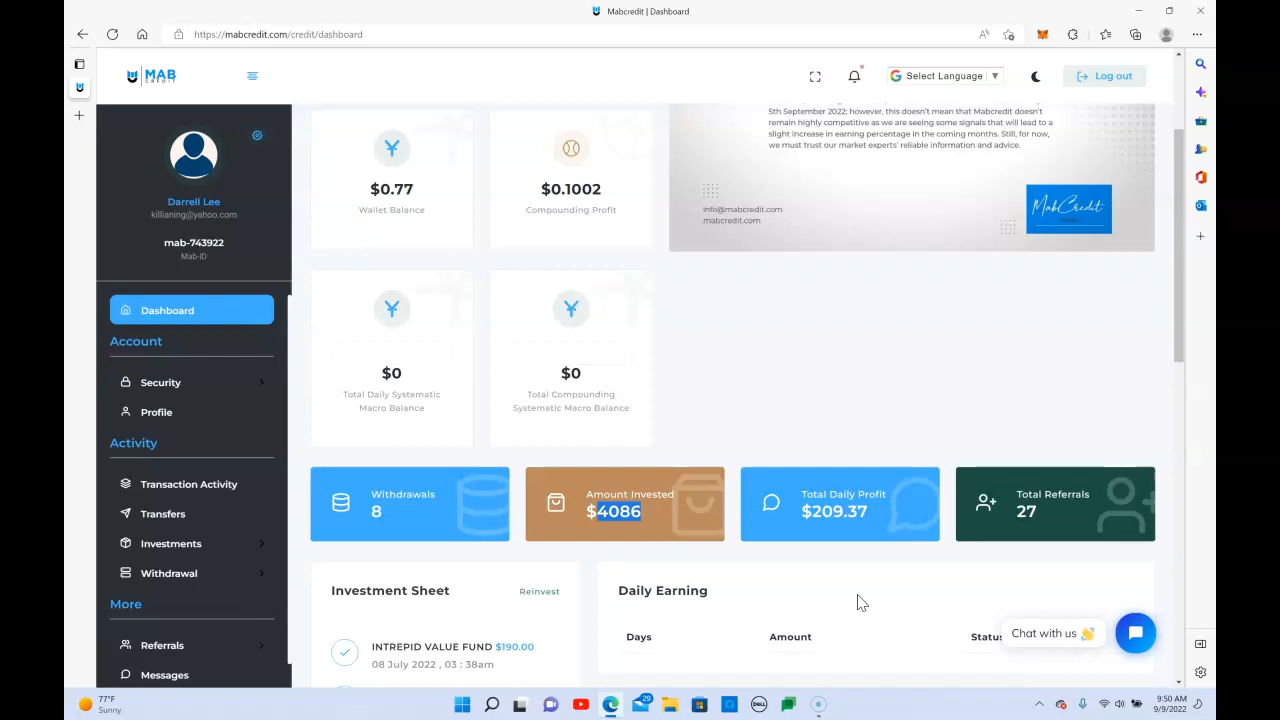 Mabcredit | Dashboard
https://mabcredit.com/credit/dashboard
MAB
CREDIT
Select Language
Log out
Darrell Lee
killianing@yahoo.com
mab-743922
Mab-ID
Dashboard
Account
Security
Profile
Activity
Transaction Activity
Transfers
Investments
Withdrawal
More
Referrals
Messages
$0.77
Wallet Balance
$0.1002
Compounding Profit
5th September 2022; however, this doesn't mean that Mabcredit doesn't
remain highly competitive as we are seeing some signals that will lead to a
slight increase in earning percentage in the coming months. Still, for now,
we must trust our market experts' reliable information and advice.
info@mabcredit.com
mabcredit.com
MabCredit
$0
Total Daily Systematic
Macro Balance
$0
Total Compounding
Systematic Macro Balance
Withdrawals
8
Amount Invested
$4086
Total Daily Profit
$209.37
Total Referrals
27
Investment Sheet
Reinvest
INTREPID VALUE FUND $190.00
08 July 2022 , 03 : 38am
Daily Earning
Days
Amount
Status
Chat with us 👋
77°F
Sunny
29
DELL
9:50 AM
9/9/2022